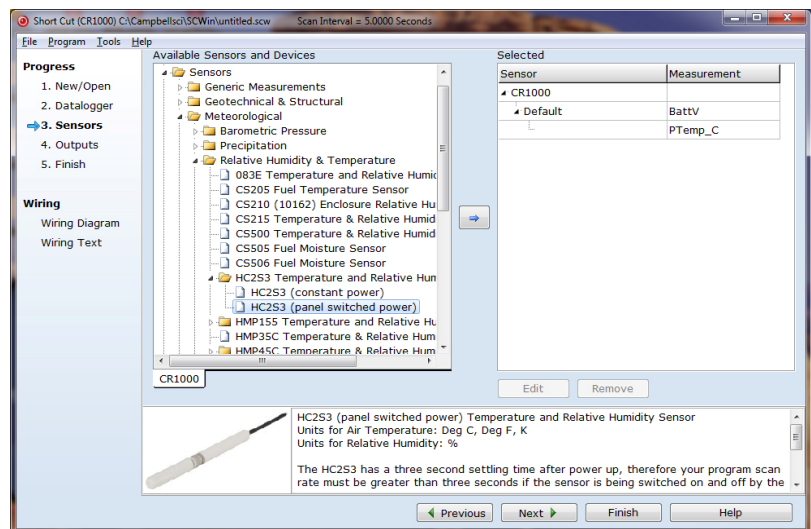 Short Cut (CR1000) C:\Campbellsci\SCWin\untitled.scw Scan Interval = 5.0000 Seconds
File Program Tools Help
Progress
1. New/Open
2. Datalogger
3. Sensors
4. Outputs
5. Finish
Wiring
Wiring Diagram
Wiring Text
Available Sensors and Devices
Sensors
Generic Measurements
Geotechnical & Structural
Meteorological
Barometric Pressure
Precipitation
Relative Humidity & Temperature
083E Temperature and Relative Humid
CS205 Fuel Temperature Sensor
CS210 (10162) Enclosure Relative Hu
CS215 Temperature & Relative Humid
CS500 Temperature & Relative Humid
CS505 Fuel Moisture Sensor
CS506 Fuel Moisture Sensor
HC2S3 Temperature and Relative Hum
HC2S3 (constant power)
HC2S3 (panel switched power)
HMP155 Temperature and Relative Hu
HMP35C Temperature & Relative Hum
HMP45C Temperature & Relative Hum
CR1000
Selected
Sensor Measurement
CR1000
Default BattV
PTemp_C
Edit Remove
HC2S3 (panel switched power) Temperature and Relative Humidity Sensor
Units for Air Temperature: Deg C, Deg F, K
Units for Relative Humidity: %
The HC2S3 has a three second settling time after power up, therefore your program scan
rate must be greater than three seconds if the sensor is being switched on and off by the
Previous Next Finish Help